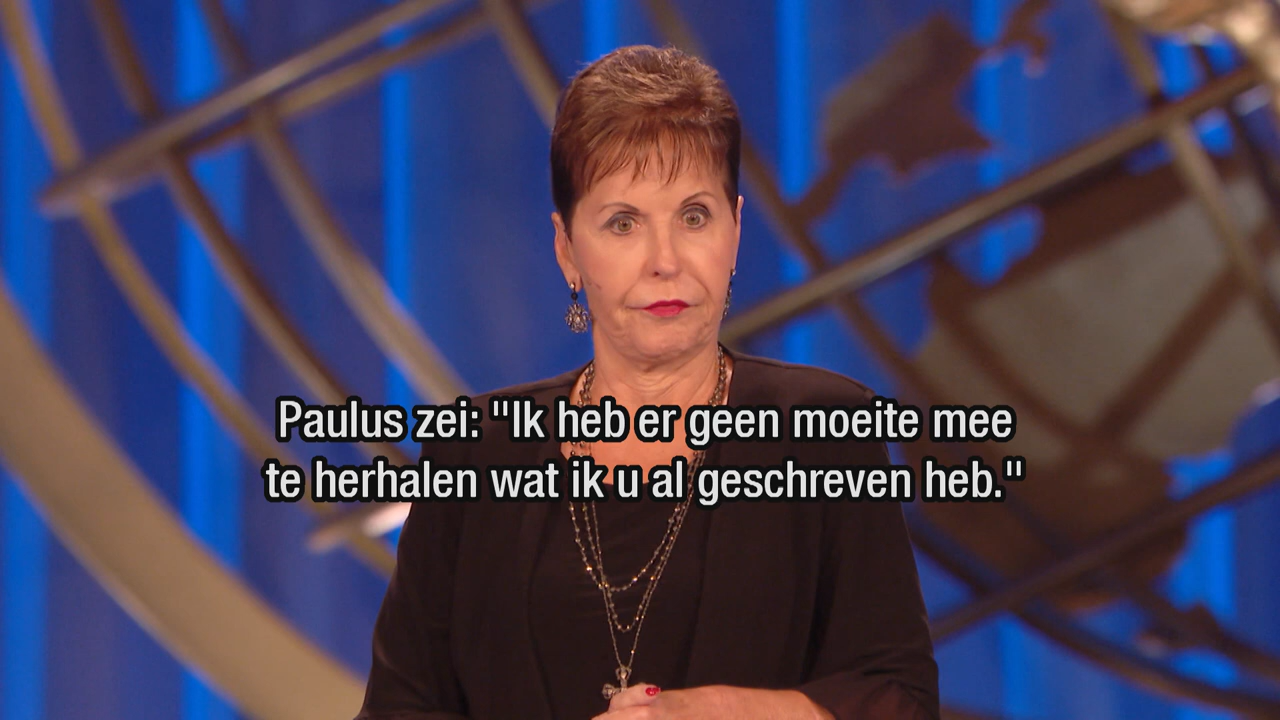 Paulus zei: "Ik heb er geen moeite mee
te herhalen wat ik u al geschreven heb."